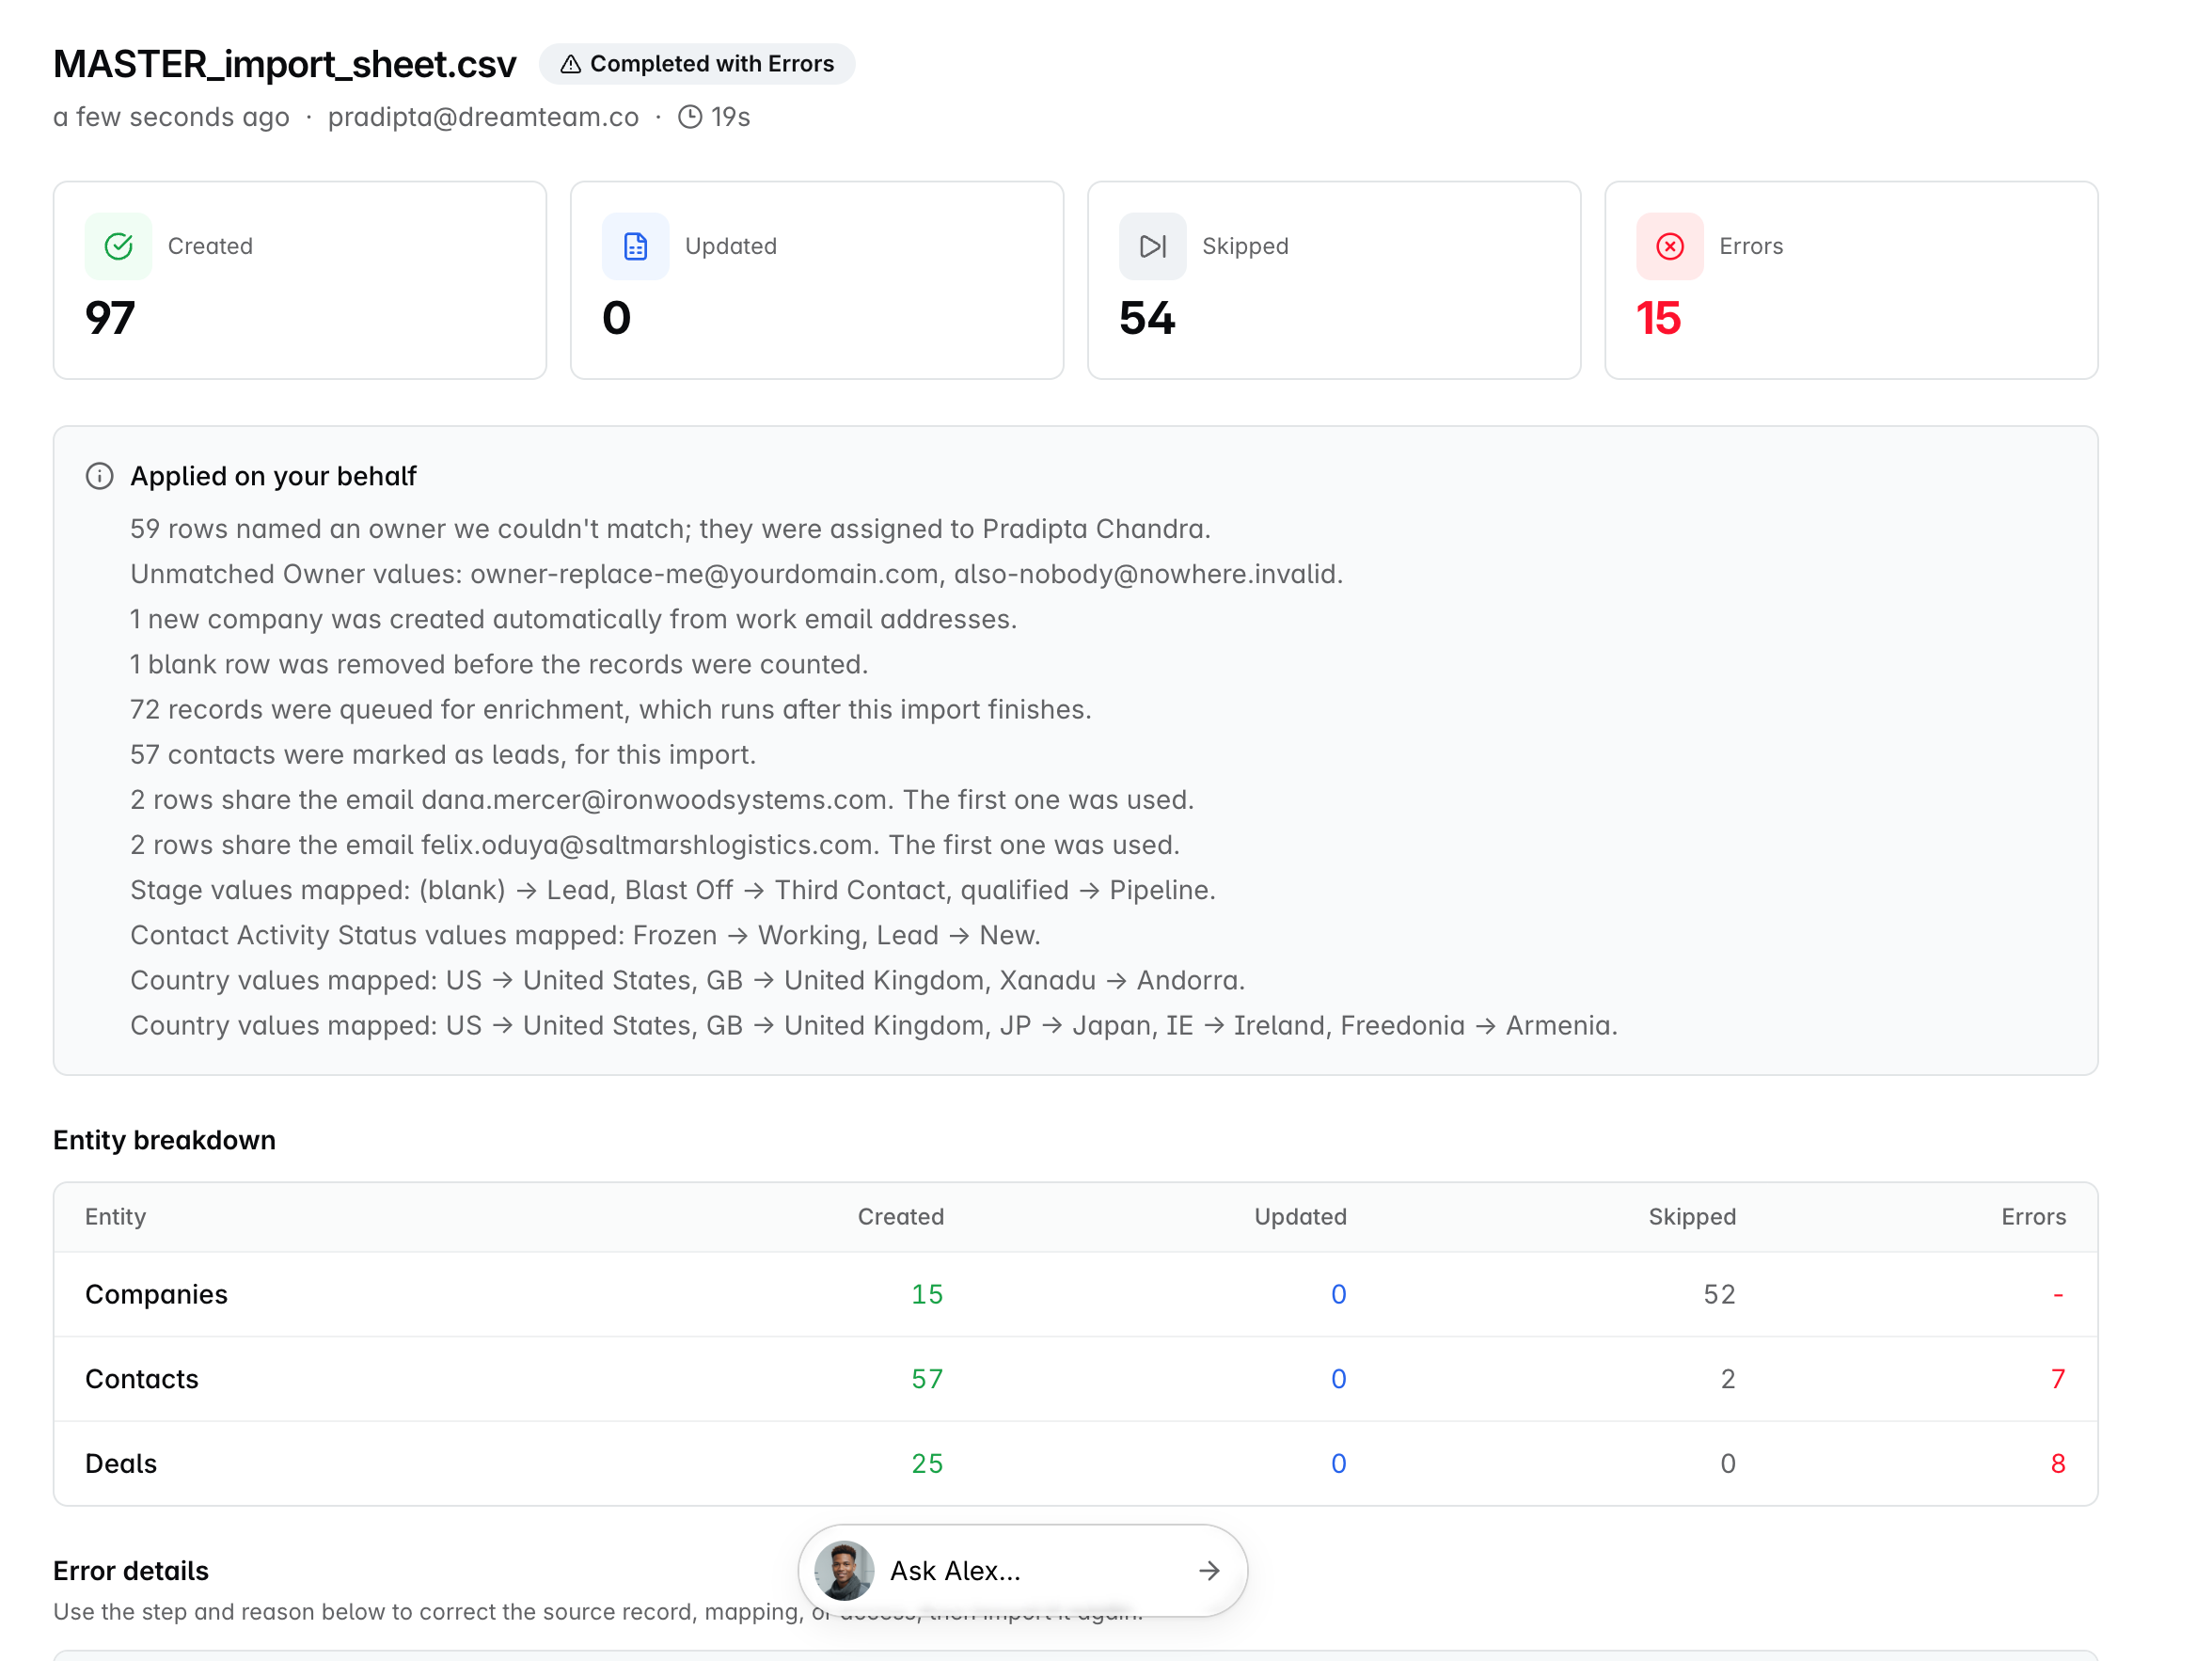 MASTER_import_sheet.csv Completed with Errors
a few seconds ago · pradipta@dreamteam.co · 19s
Created Updated Skipped Errors
97 0 54 15
Applied on your behalf
59 rows named an owner we couldn't match; they were assigned to Pradipta Chandra.
Unmatched Owner values: owner-replace-me@yourdomain.com, also-nobody@nowhere.invalid.
1 new company was created automatically from work email addresses.
1 blank row was removed before the records were counted.
72 records were queued for enrichment, which runs after this import finishes.
57 contacts were marked as leads, for this import.
2 rows share the email dana.mercer@ironwoodsystems.com. The first one was used.
2 rows share the email felix.oduya@saltmarshlogistics.com. The first one was used.
Stage values mapped: (blank) → Lead, Blast Off → Third Contact, qualified → Pipeline.
Contact Activity Status values mapped: Frozen → Working, Lead → New.
Country values mapped: US → United States, GB → United Kingdom, Xanadu → Andorra.
Country values mapped: US → United States, GB → United Kingdom, JP → Japan, IE → Ireland, Freedonia → Armenia.
Entity breakdown
Entity Created Updated Skipped Errors
Companies 15 0 52 -
Contacts 57 0 2 7
Deals 25 0 0 8
Error details
Ask Alex...
Use the step and reason below to correct the source record, mapping, or access, then import it again.